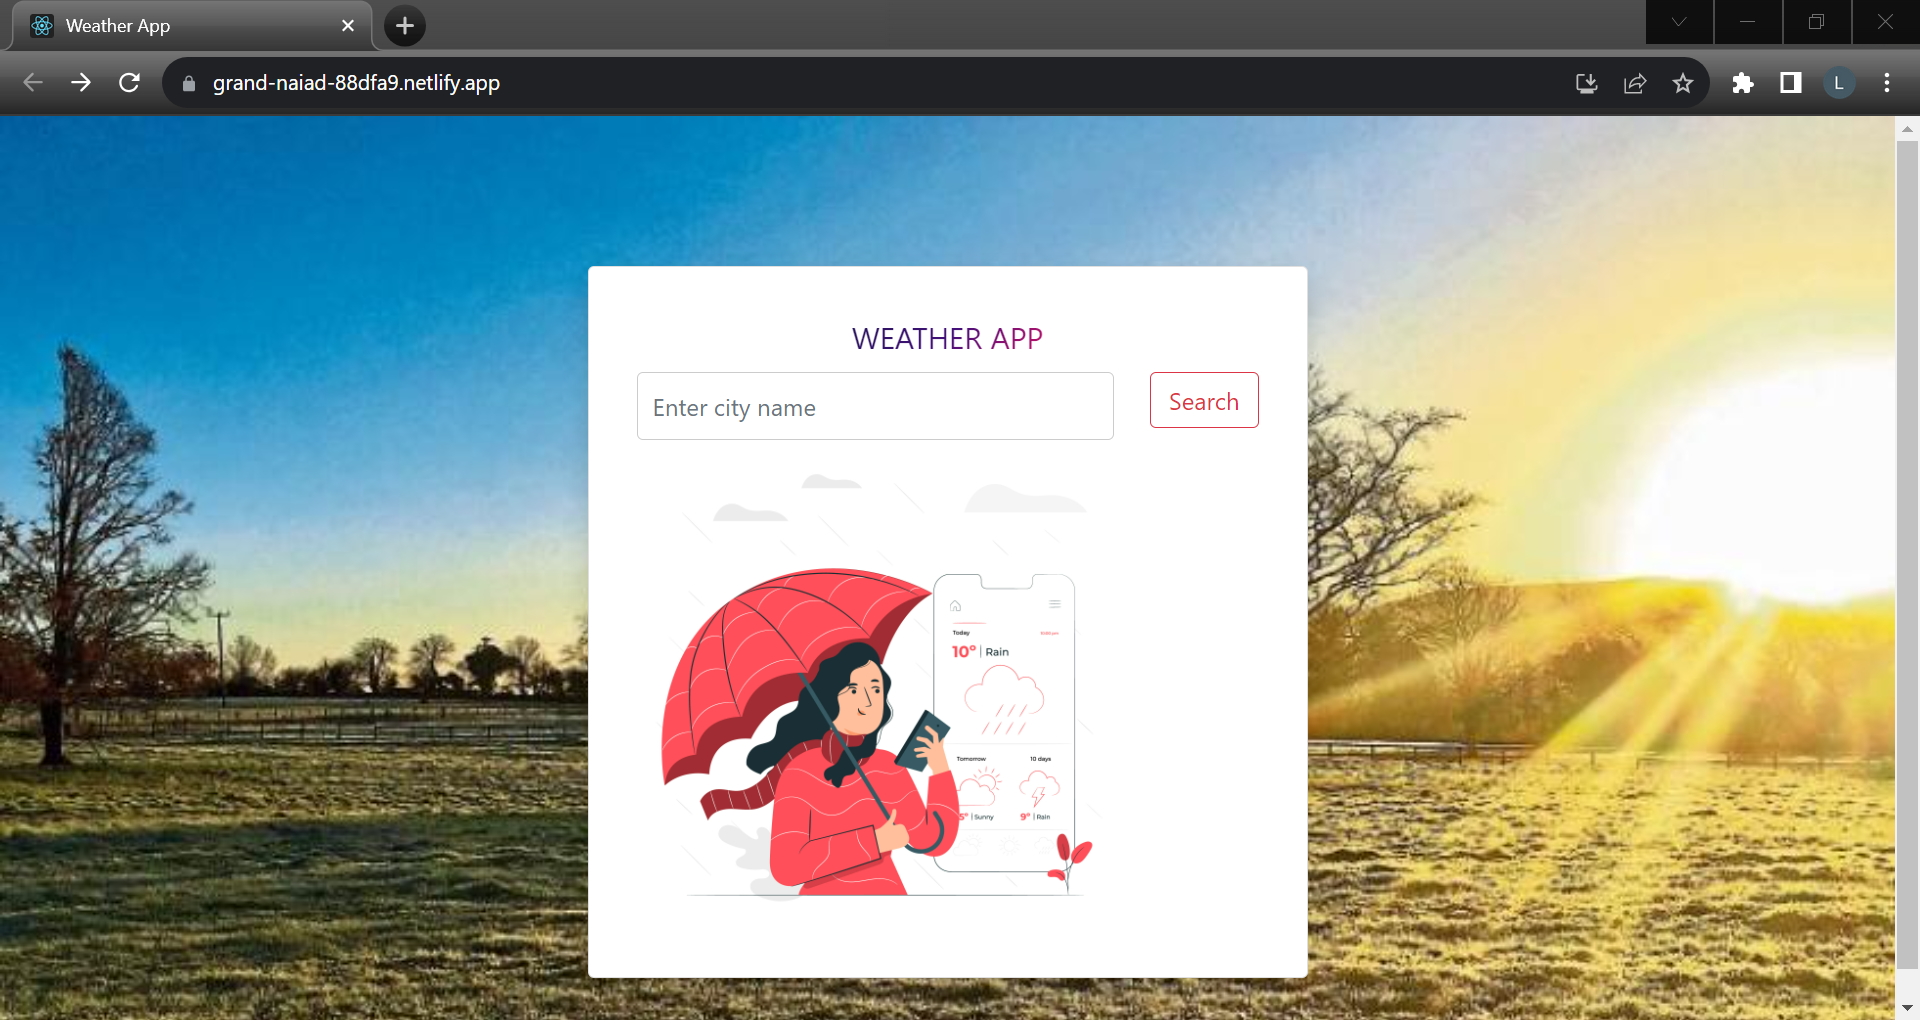 Weather App
grand-naiad-88dfa9.netlify.app
L
WEATHER APP
Enter city name
Search
Today
10° | Rain
Tomorrow
10 days
5° | Sunny
9° | Rain